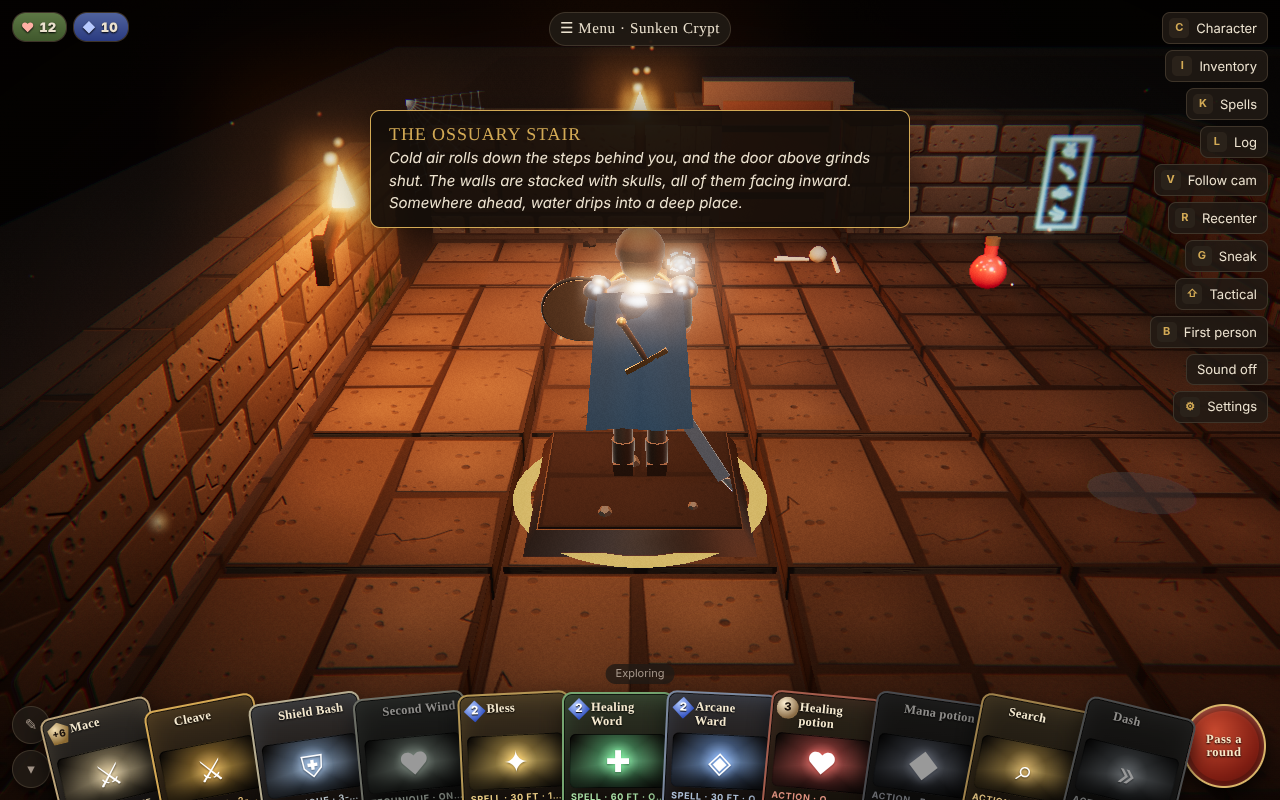 12
10
☰ Menu · Sunken Crypt
C Character
I Inventory
K Spells
L Log
V Follow cam
R Recenter
G Sneak
⇧ Tactical
B First person
Sound off
⚙ Settings
THE OSSUARY STAIR
Cold air rolls down the steps behind you, and the door above grinds
shut. The walls are stacked with skulls, all of them facing inward.
Somewhere ahead, water drips into a deep place.
Exploring
+6 Mace
Cleave
Shield Bash
Second Wind
2 Bless
SPELL · 30 FT · 1...
2 Healing
Word
SPELL · 60 FT · O...
2 Arcane
Ward
SPELL · 30 FT · O...
3 Healing
potion
Mana potion
Search
Dash
Pass a
round